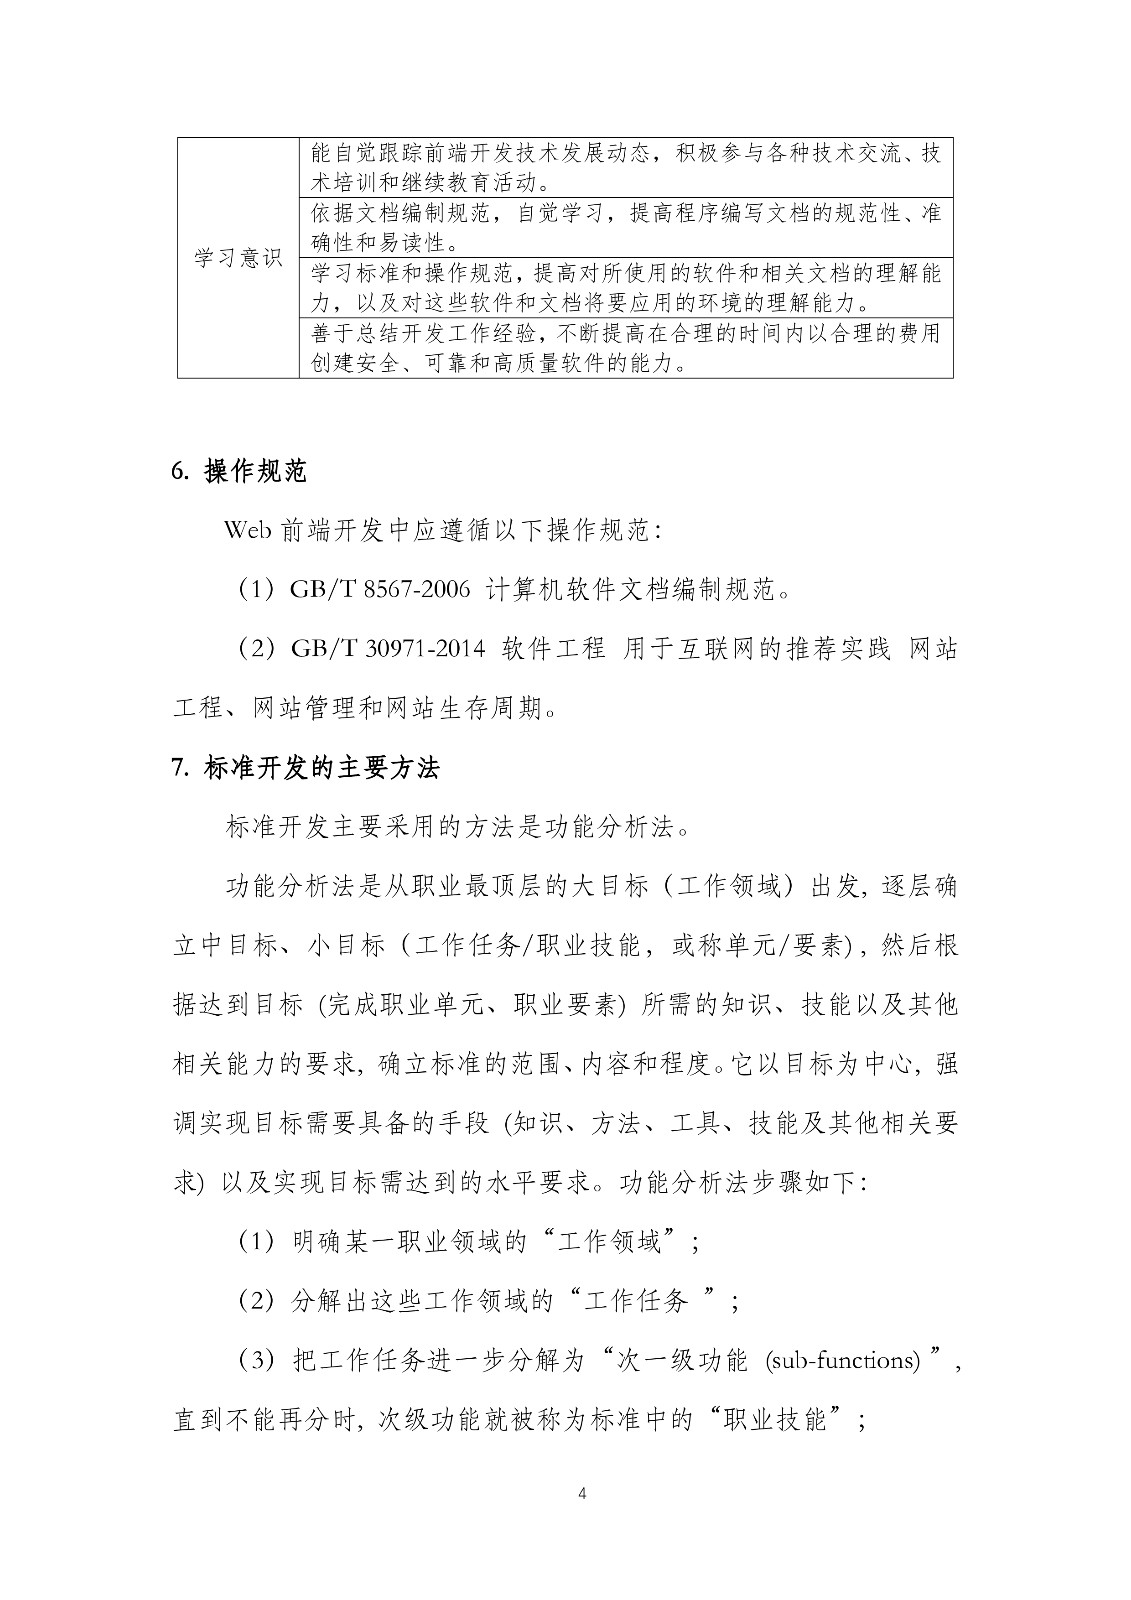 能自觉跟踪前端开发技术发展动态，积极参与各种技术交流、技
术培训和继续教育活动。
依据文档编制规范，自觉学习，提高程序编写文档的规范性、准
确性和易读性。
学习意识
学习标准和操作规范，提高对所使用的软件和相关文档的理解能
力，以及对这些软件和文档将要应用的环境的理解能力。
善于总结开发工作经验，不断提高在合理的时间内以合理的费用
创建安全、可靠和高质量软件的能力。
6. 操作规范
Web 前端开发中应遵循以下操作规范：
（1）GB/T 8567-2006 计算机软件文档编制规范。
（2）GB/T 30971-2014 软件工程 用于互联网的推荐实践 网站
工程、网站管理和网站生存周期。
7. 标准开发的主要方法
标准开发主要采用的方法是功能分析法。
功能分析法是从职业最顶层的大目标（工作领域）出发, 逐层确
立中目标、小目标（工作任务/职业技能，或称单元/要素) , 然后根
据达到目标 (完成职业单元、职业要素) 所需的知识、技能以及其他
相关能力的要求, 确立标准的范围、内容和程度。它以目标为中心, 强
调实现目标需要具备的手段 (知识、方法、工具、技能及其他相关要
求) 以及实现目标需达到的水平要求。功能分析法步骤如下：
（1）明确某一职业领域的“工作领域”；
（2）分解出这些工作领域的“工作任务 ”；
（3）把工作任务进一步分解为“次一级功能 (sub-functions) ”,
直到不能再分时, 次级功能就被称为标准中的“职业技能”；
4